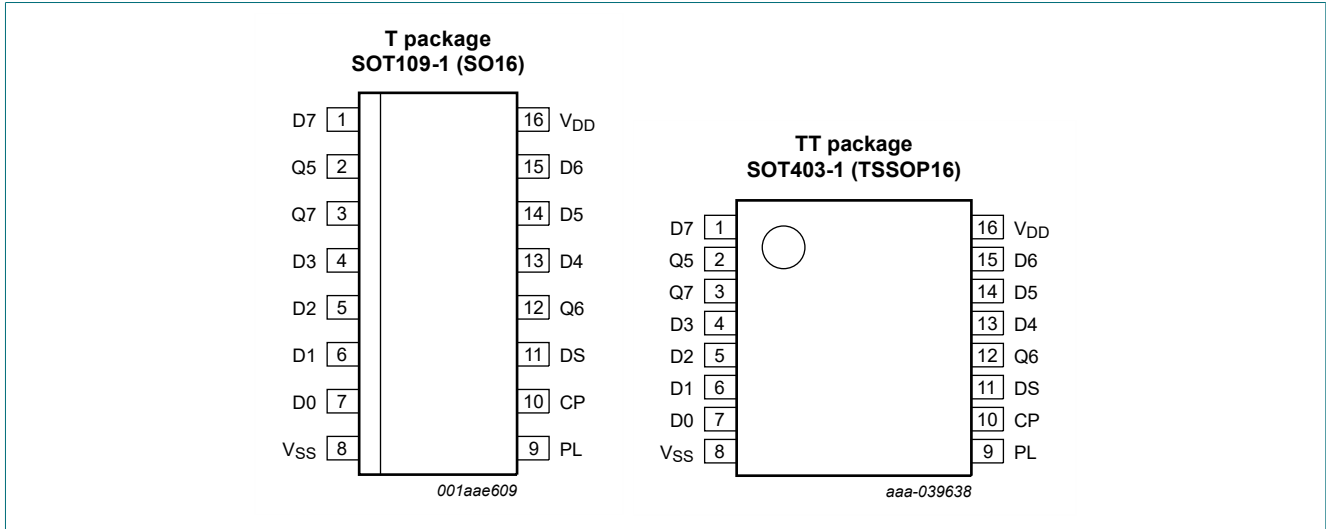 T package
SOT109-1 (SO16)
D7 1 16 VDD
Q5 2 15 D6
Q7 3 14 D5
D3 4 13 D4
D2 5 12 Q6
D1 6 11 DS
D0 7 10 CP
VSS 8 9 PL
001aae609
TT package
SOT403-1 (TSSOP16)
D7 1 16 VDD
Q5 2 15 D6
Q7 3 14 D5
D3 4 13 D4
D2 5 12 Q6
D1 6 11 DS
D0 7 10 CP
VSS 8 9 PL
aaa-039638